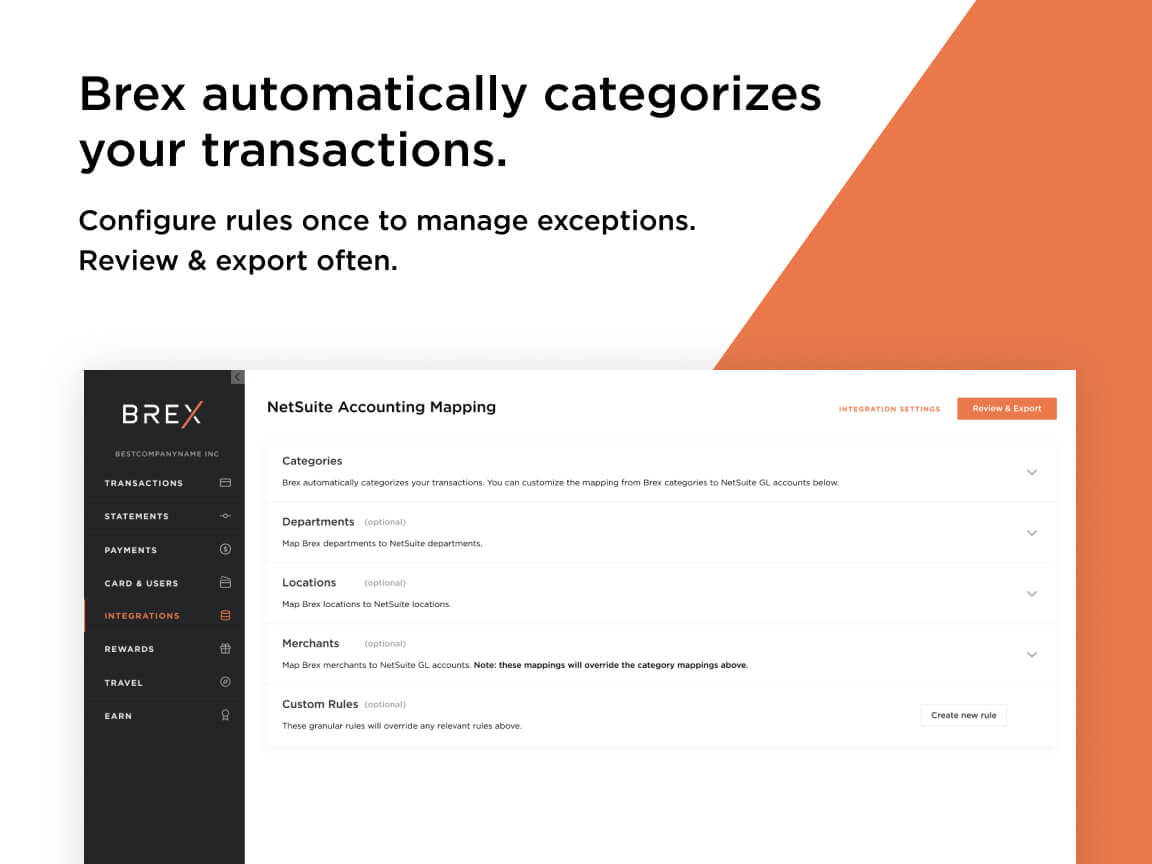 Brex automatically categorizes
your transactions.
Configure rules once to manage exceptions.
Review & export often.
BREX
BESTCOMPANYNAME INC
TRANSACTIONS
STATEMENTS
PAYMENTS
CARD & USERS
INTEGRATIONS
REWARDS
TRAVEL
EARN
NetSuite Accounting Mapping
INTEGRATION SETTINGS
Review & Export
Categories
Brex automatically categorizes your transactions. You can customize the mapping from Brex categories to NetSuite GL accounts below.
Departments (optional)
Map Brex departments to NetSuite departments.
Locations (optional)
Map Brex locations to NetSuite locations.
Merchants (optional)
Map Brex merchants to NetSuite GL accounts. Note: these mappings will override the category mappings above.
Custom Rules (optional)
These granular rules will override any relevant rules above.
Create new rule